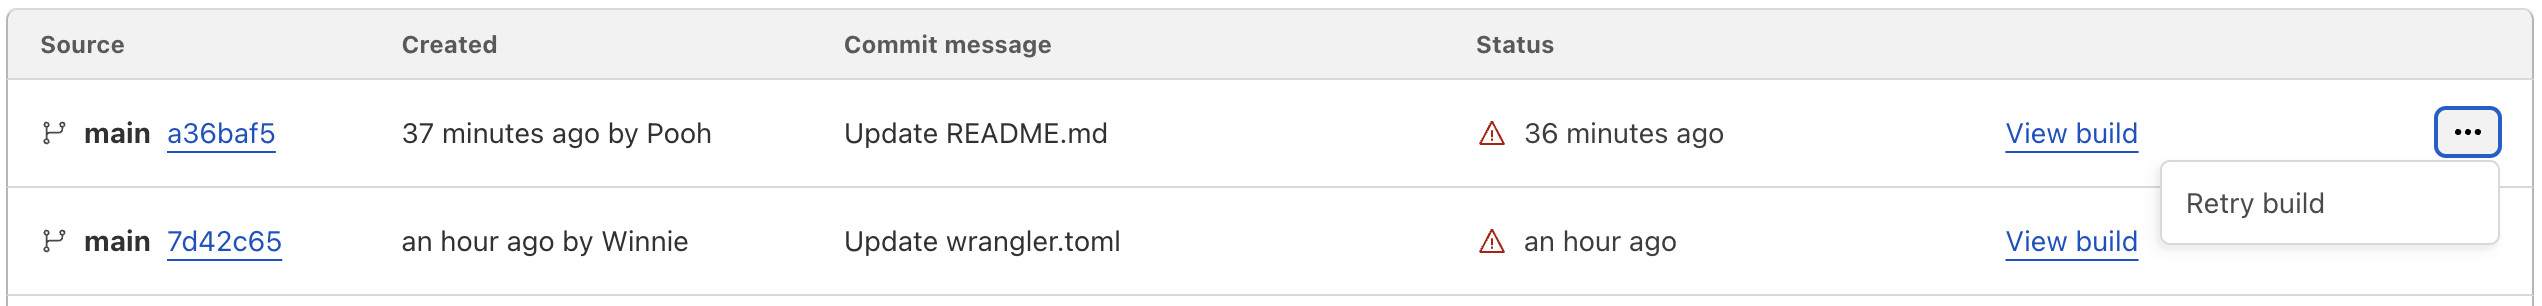 Source Created Commit message Status
main a36baf5 37 minutes ago by Pooh Update README.md 36 minutes ago View build •••
Retry build
main 7d42c65 an hour ago by Winnie Update wrangler.toml an hour ago View build